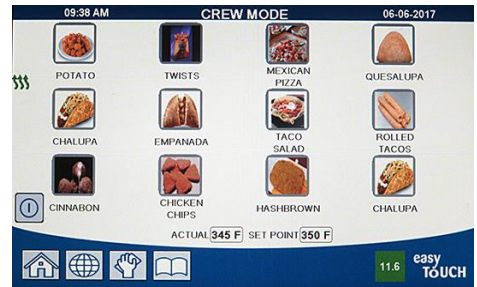 09:38 AM CREW MODE 06-06-2017
POTATO TWISTS MEXICAN PIZZA QUESALUPA
CHALUPA EMPANADA TACO SALAD ROLLED TACOS
CINNABON CHICKEN CHIPS HASHBROWN CHALUPA
ACTUAL 345 F SET POINT 350 F
11.6 easy TOUCH